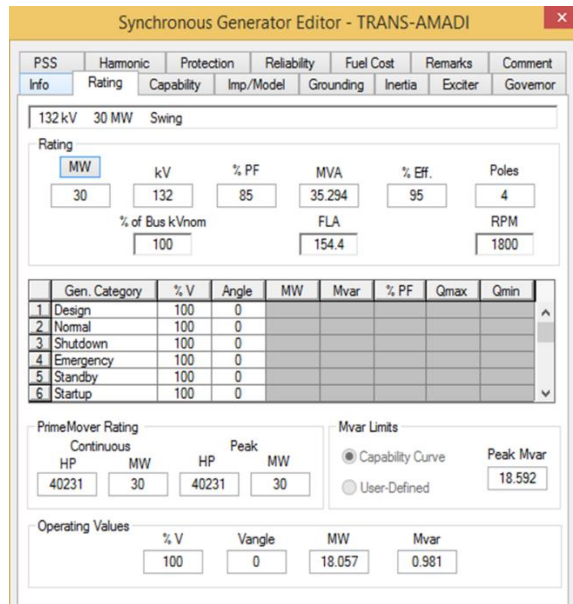 Synchronous Generator Editor - TRANS-AMADI
PSS Harmonic Protection Reliability Fuel Cost Remarks Comment
Info Rating Capability Imp/Model Grounding Inertia Exciter Governor
132 kV 30 MW Swing
Rating
MW kV % PF MVA % Eff. Poles
30 132 85 35.294 95 4
% of Bus kVnom FLA RPM
100 154.4 1800
Gen. Category % V Angle MW Mvar % PF Qmax Qmin
1 Design 100 0
2 Normal 100 0
3 Shutdown 100 0
4 Emergency 100 0
5 Standby 100 0
6 Startup 100 0
PrimeMover Rating
Continuous Peak
HP MW HP MW
40231 30 40231 30
Mvar Limits
Capability Curve Peak Mvar
User-Defined 18.592
Operating Values
% V Vangle MW Mvar
100 0 18.057 0.981